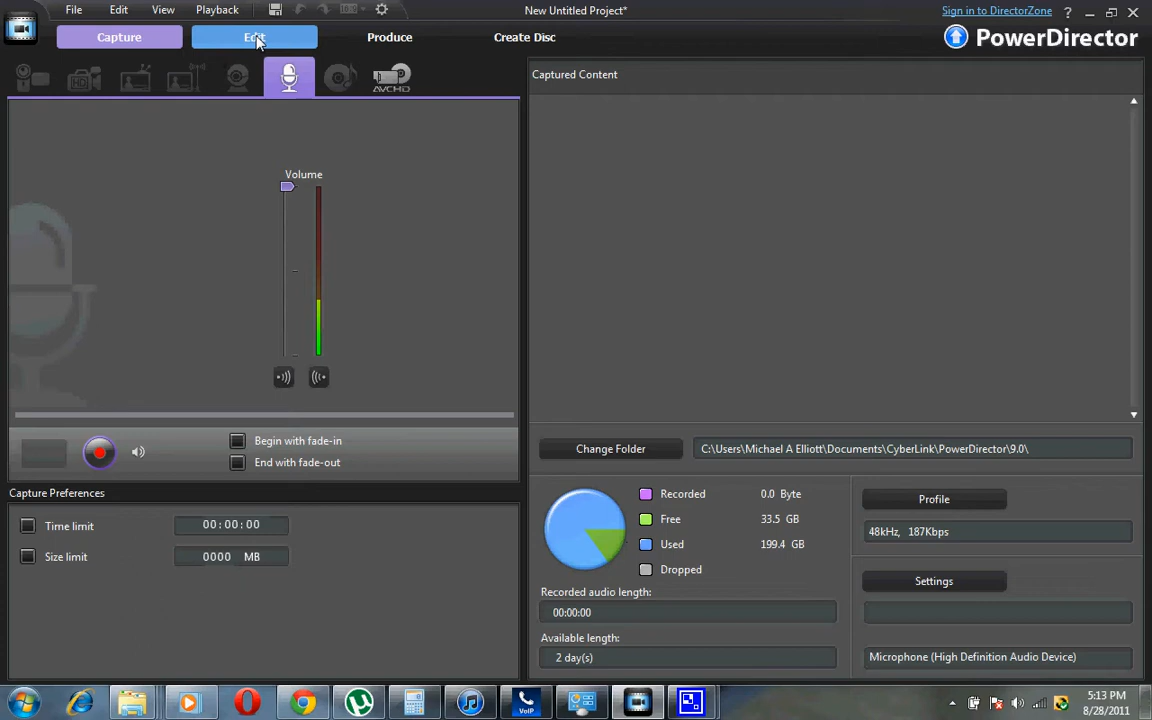 File Edit View Playback New Untitled Project* Sign in to DirectorZone ?
Capture Edit Produce Create Disc PowerDirector
HD AVCHD
Captured Content
Volume
Begin with fade-in
End with fade-out
Change Folder C:\Users\Michael A Elliott\Documents\CyberLink\PowerDirector\9.0\
Capture Preferences
Time limit 00:00:00
Size limit 0000 MB
Recorded 0.0 Byte
Free 33.5 GB
Used 199.4 GB
Dropped
Profile
48kHz, 187Kbps
Recorded audio length:
00:00:00
Settings
Available length:
2 day(s)
Microphone (High Definition Audio Device)
VoIP
5:13 PM
8/28/2011